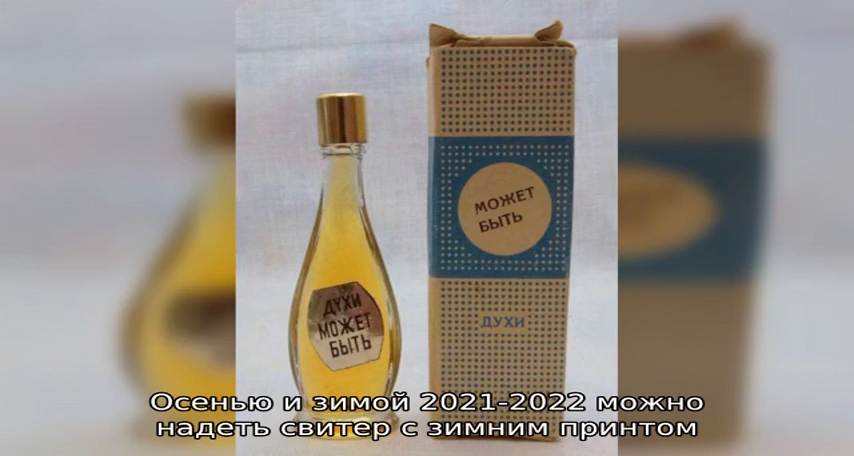 МОЖЕТ
БЫТЬ
ДУХИ
ДУХИ
МОЖЕТ
БЫТЬ
Осенью и зимой 2021-2022 можно
надеть свитер с зимним принтом